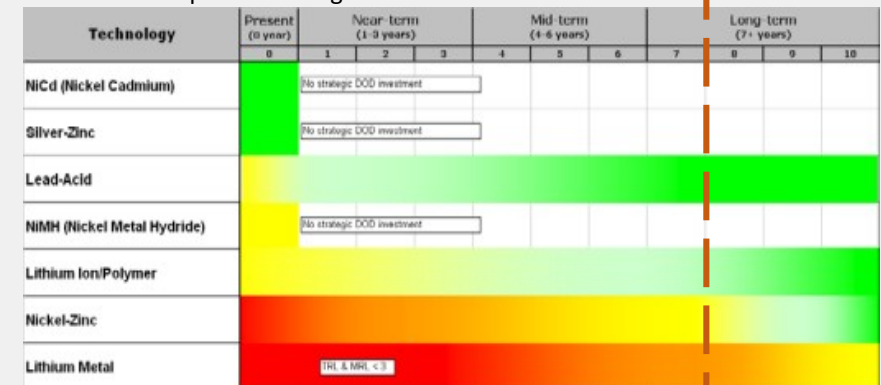 Technology
Present Near-term Mid-term Long-term
(0 year) (1-3 years) (4-6 years) (7+ years)
0 1 2 3 4 5 6 7 8 9 10
NiCd (Nickel Cadmium) No strategic DOD investment
Silver-Zinc No strategic DOD investment
Lead-Acid
NiMH (Nickel Metal Hydride) No strategic DOD investment
Lithium Ion/Polymer
Nickel-Zinc
Lithium Metal TRL & MRL < 3